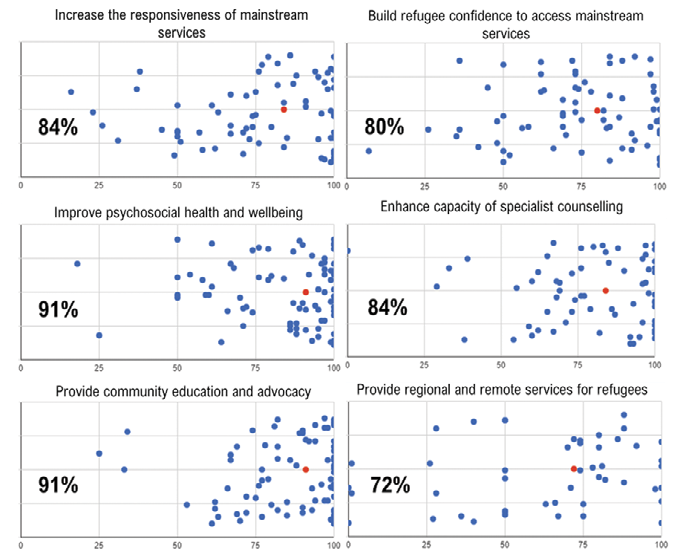 Increase the responsiveness of mainstream
services
84%
0 25 50 75 100
Build refugee confidence to access mainstream
services
80%
0 25 50 75 100
Improve psychosocial health and wellbeing
91%
0 25 50 75 100
Enhance capacity of specialist counselling
84%
0 25 50 75 100
Provide community education and advocacy
91%
0 25 50 75 100
Provide regional and remote services for refugees
72%
0 25 50 75 100